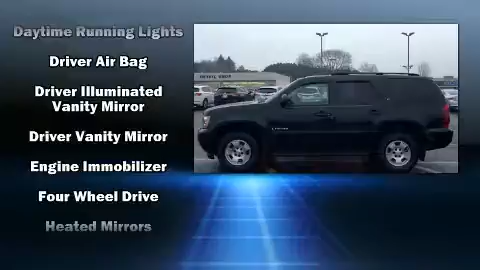 Daytime Running Lights
Driver Air Bag
Driver Illuminated
Vanity Mirror
Driver Vanity Mirror
Engine Immobilizer
Four Wheel Drive
Heated Mirrors